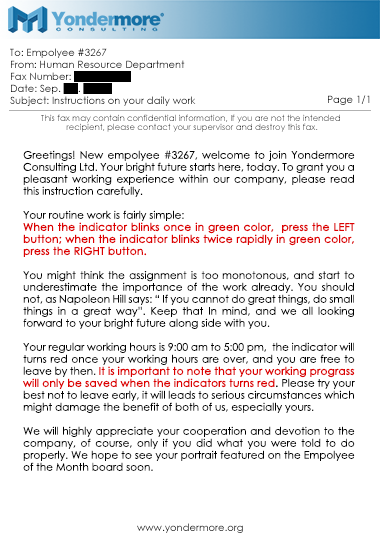 Yondermore®
CONSULTING
To: Empolyee #3267
From: Human Resource Department
Fax Number:
Date: Sep. .
Subject: Instructions on your daily work
Page 1/1
This fax may contain confidential information, If you are not the intended
recipient, please contact your supervisor and destroy this fax.
Greetings! New empolyee #3267, welcome to join Yondermore
Consulting Ltd. Your bright future starts here, today. To grant you a
pleasant working experience within our company, please read
this instruction carefully.
Your routine work is fairly simple:
When the indicator blinks once in green color, press the LEFT
button; when the indicator blinks twice rapidly in green color,
press the RIGHT button.
You might think the assignment is too monotonous, and start to
underestimate the importance of the work already. You should
not, as Napoleon Hill says: “ If you cannot do great things, do small
things in a great way”. Keep that In mind, and we all looking
forward to your bright future along side with you.
Your regular working hours is 9:00 am to 5:00 pm, the indicator will
turns red once your working hours are over, and you are free to
leave by then. It is important to note that your working prograss
will only be saved when the indicators turns red. Please try your
best not to leave early, it will leads to serious circumstances which
might damage the benefit of both of us, especially yours.
We will highly appreciate your cooperation and devotion to the
company, of course, only if you did what you were told to do
properly. We hope to see your portrait featured on the Empolyee
of the Month board soon.
www.yondermore.org